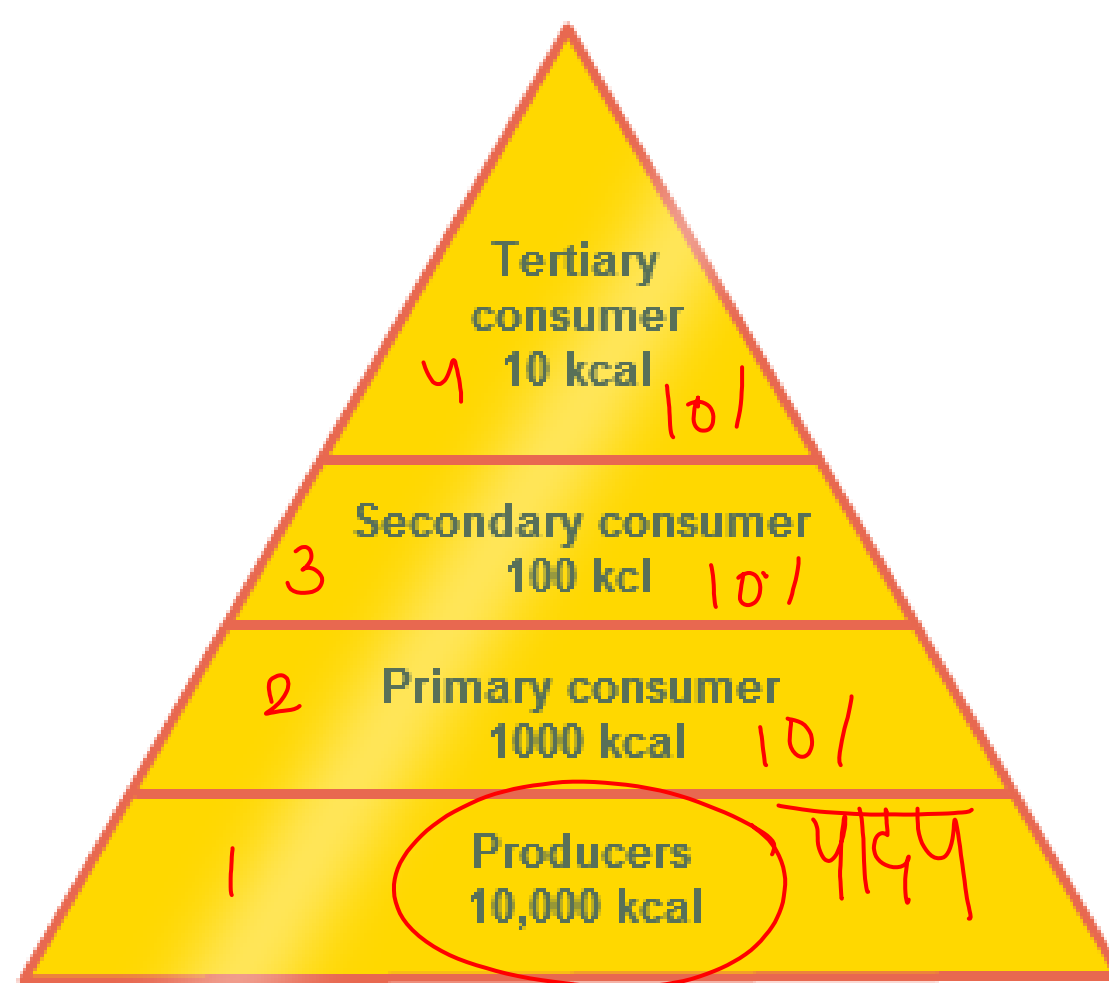 Tertiary
consumer
4 10 kcal
10%
Secondary consumer
3 100 kcl 10%
Primary consumer
2 1000 kcal 10%
Producers पादप
1 10,000 kcal